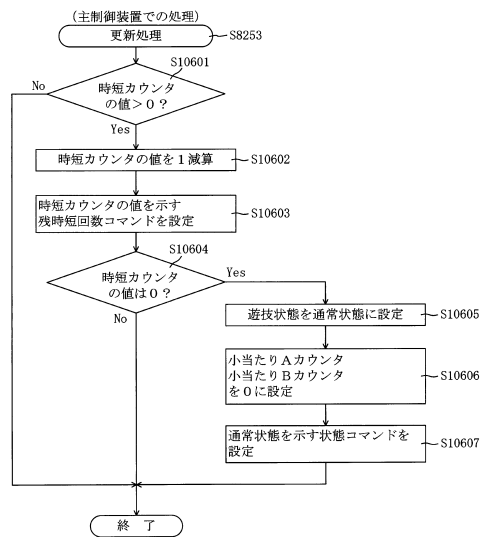 (主制御装置での処理)
更新処理
S8253
S10601
時短カウンタ
の値>0?
No
Yes
時短カウンタの値を1減算
S10602
時短カウンタの値を示す
残時短回数コマンドを設定
S10603
S10604
時短カウンタ
の値は0?
Yes
No
遊技状態を通常状態に設定
S10605
小当たりAカウンタ
小当たりBカウンタ
を0に設定
S10606
通常状態を示す状態コマンドを
設定
S10607
終 了